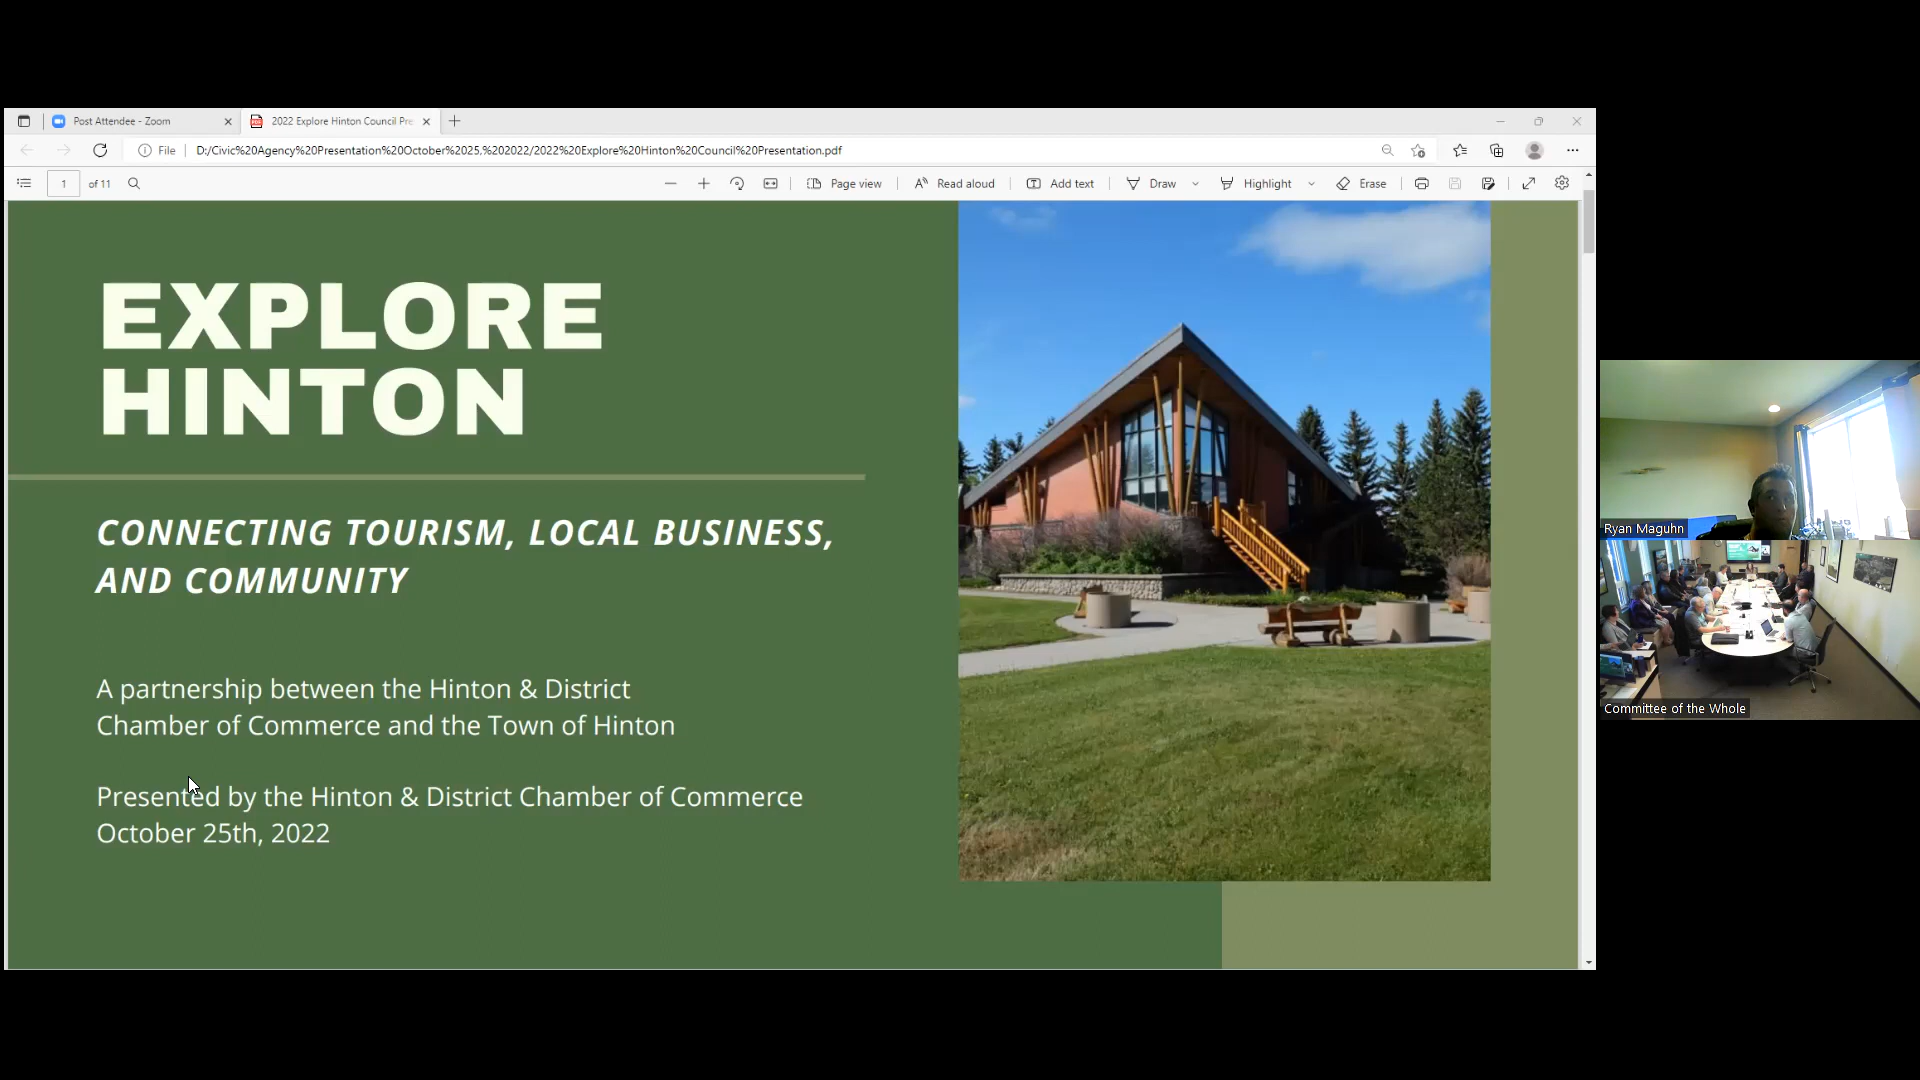 Post Attendee - Zoom
2022 Explore Hinton Council Pre
File
D:/Civic%20Agency%20Presentation%20October%2025,%202022/2022%20Explore%20Hinton%20Council%20Presentation.pdf
1 of 11
Page view
Read aloud
Add text
Draw
Highlight
Erase
EXPLORE
HINTON
CONNECTING TOURISM, LOCAL BUSINESS,
AND COMMUNITY
A partnership between the Hinton & District
Chamber of Commerce and the Town of Hinton
Presented by the Hinton & District Chamber of Commerce
October 25th, 2022
Ryan Maguhn
Committee of the Whole